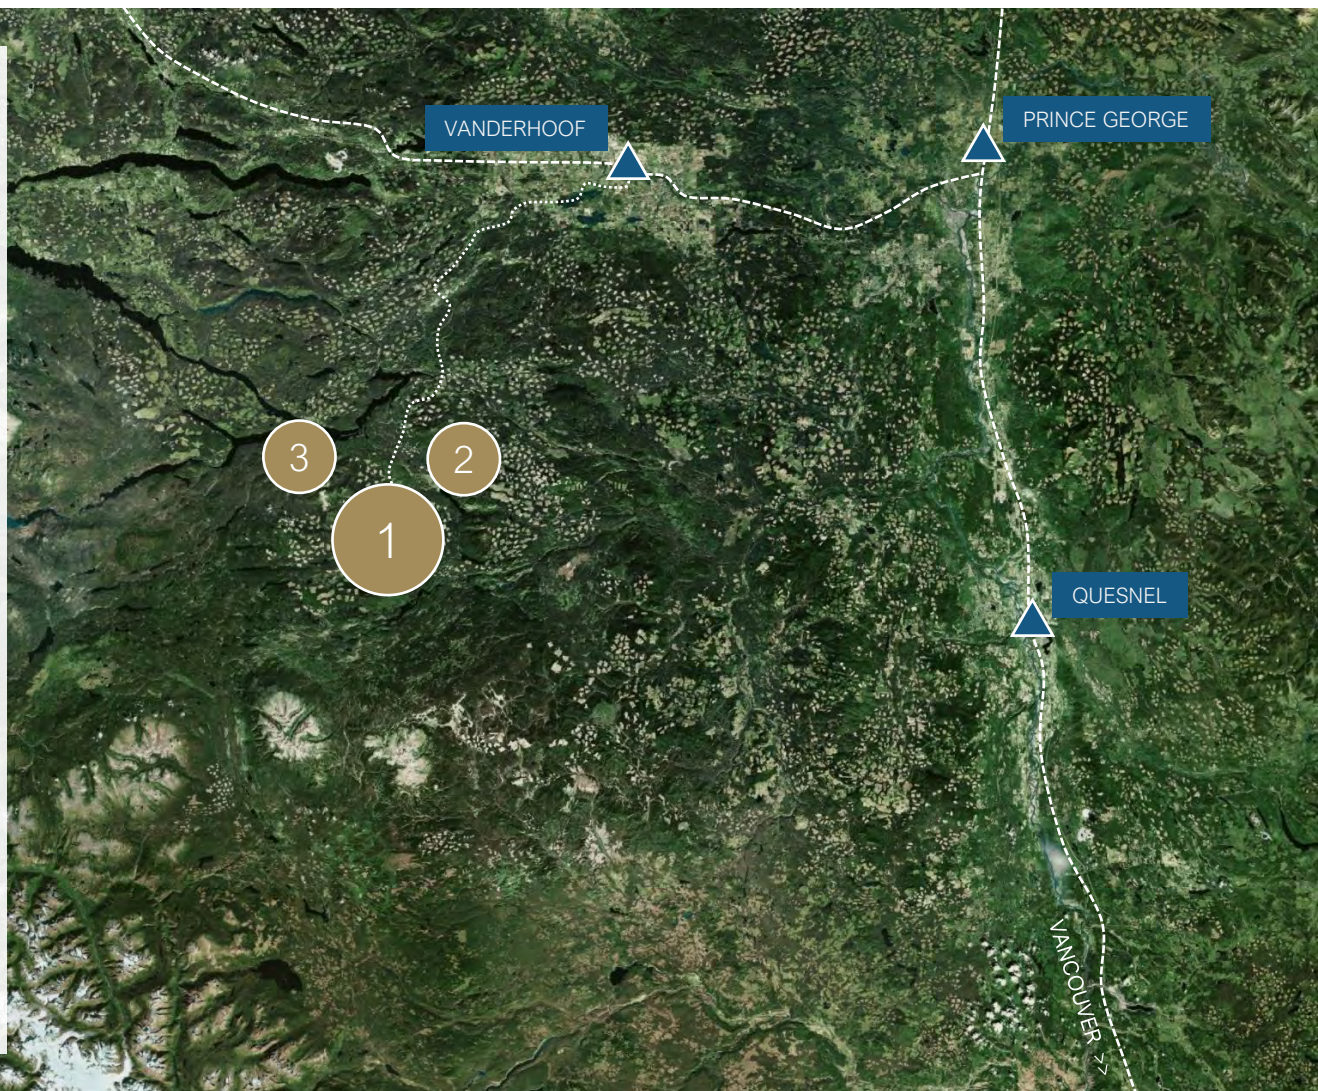 VANDERHOOF
PRINCE GEORGE
3
2
1
QUESNEL
VANCOUVER >>